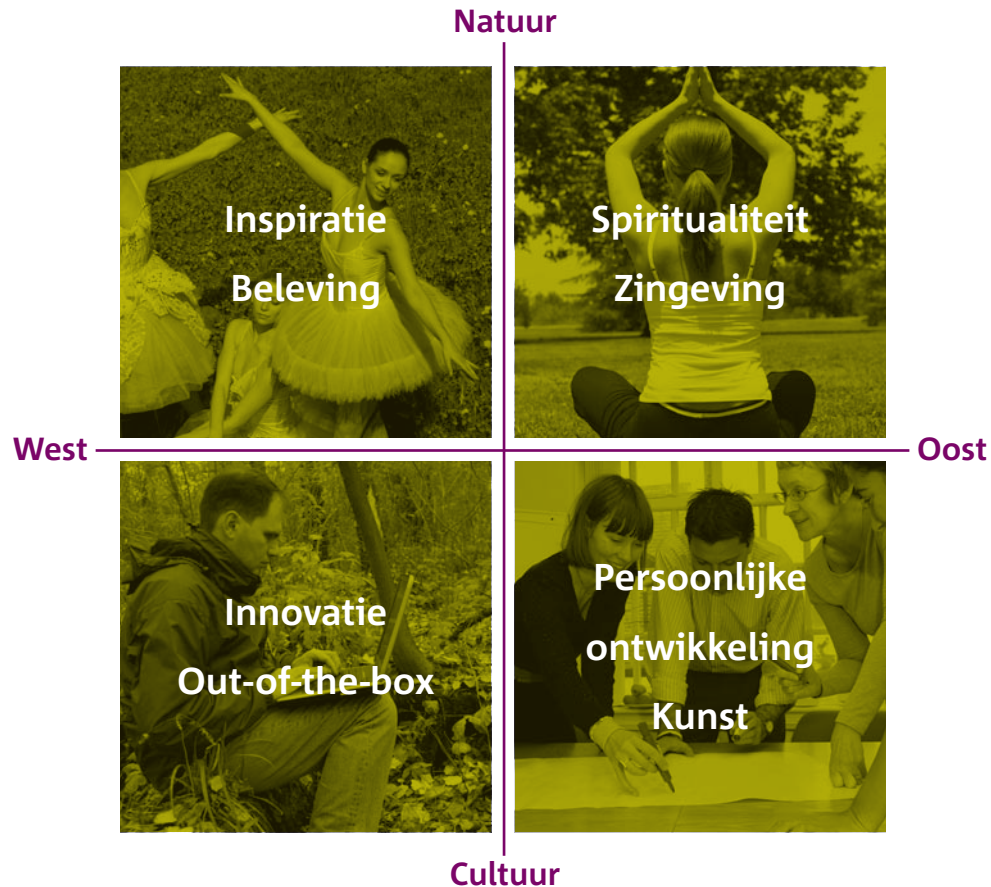 Natuur
Inspiratie
Beleving
Spiritualiteit
Zingeving
West
Oost
Innovatie
Out-of-the-box
Persoonlijke
ontwikkeling
Kunst
Cultuur